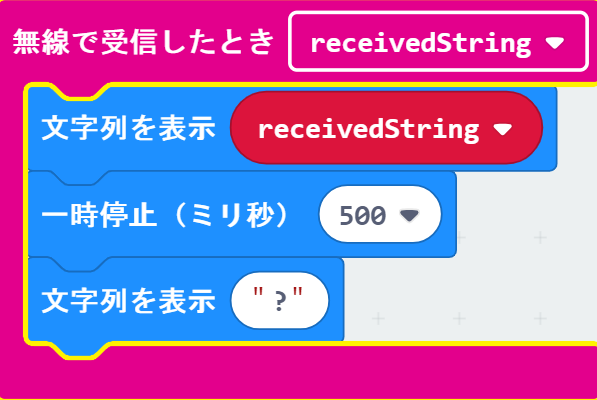 無線で受信したとき receivedString
文字列を表示 receivedString
一時停止（ミリ秒） 500
文字列を表示 "?"